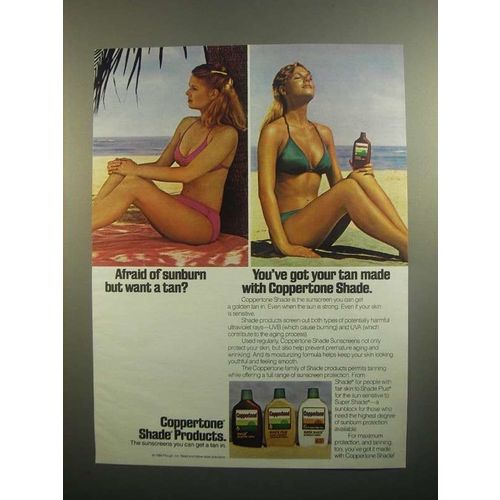 Afraid of sunburn
but want a tan?
You've got your tan made
with Coppertone Shade.
Coppertone Shade is the sunscreen you can get
a golden tan in. Even when the sun is strong. Even if your skin
is sensitive.
Shade products screen out both types of potentially harmful
ultraviolet rays—UVB (which cause burning) and UVA (which
contribute to the aging process).
Used regularly, Coppertone Shade Sunscreens not only
protect your skin, but also help prevent premature aging and
wrinkling. And its moisturizing formula helps keep your skin looking
youthful and feeling smooth.
The Coppertone family of Shade products permits tanning
while offering a full range of sunscreen protection. From
Shade® for people with
fair skin to Shade Plus®
for the sun sensitive to
Super Shade®—a
sunblock for those who
need the highest degree
of sunburn protection
available.
For maximum
protection, and tanning,
too, you've got it made
with Coppertone Shade!
Coppertone®
Shade® Products.
The sunscreens you can get a tan in.
Coppertone
Coppertone
Coppertone